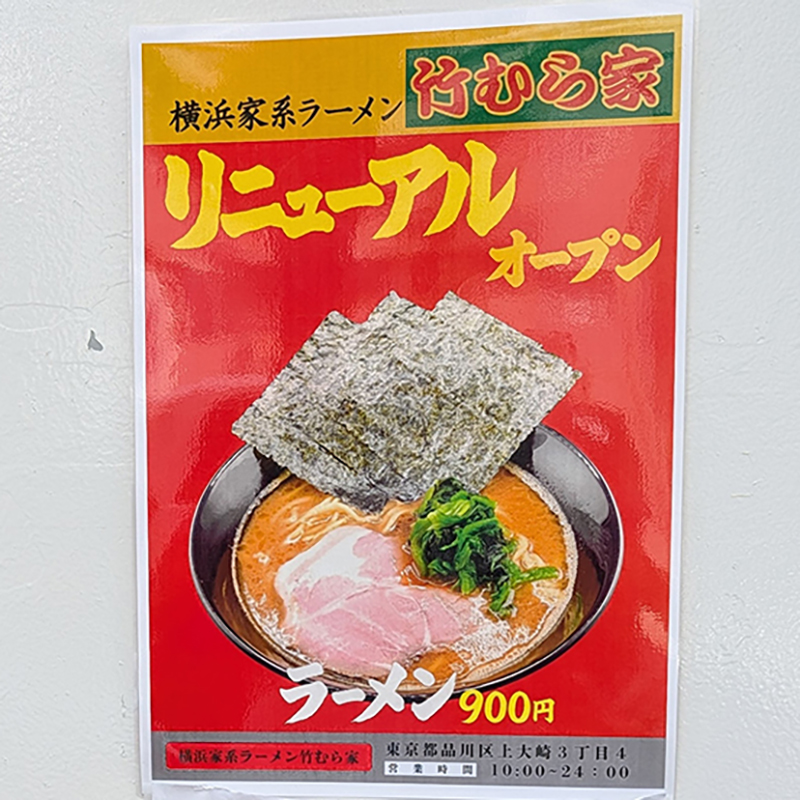 横浜家系ラーメン 竹むら家
リニューアル
オープン
ラーメン 900円
横浜家系ラーメン竹むら家
東京都品川区上大崎3丁目4
営業時間 10:00~24:00